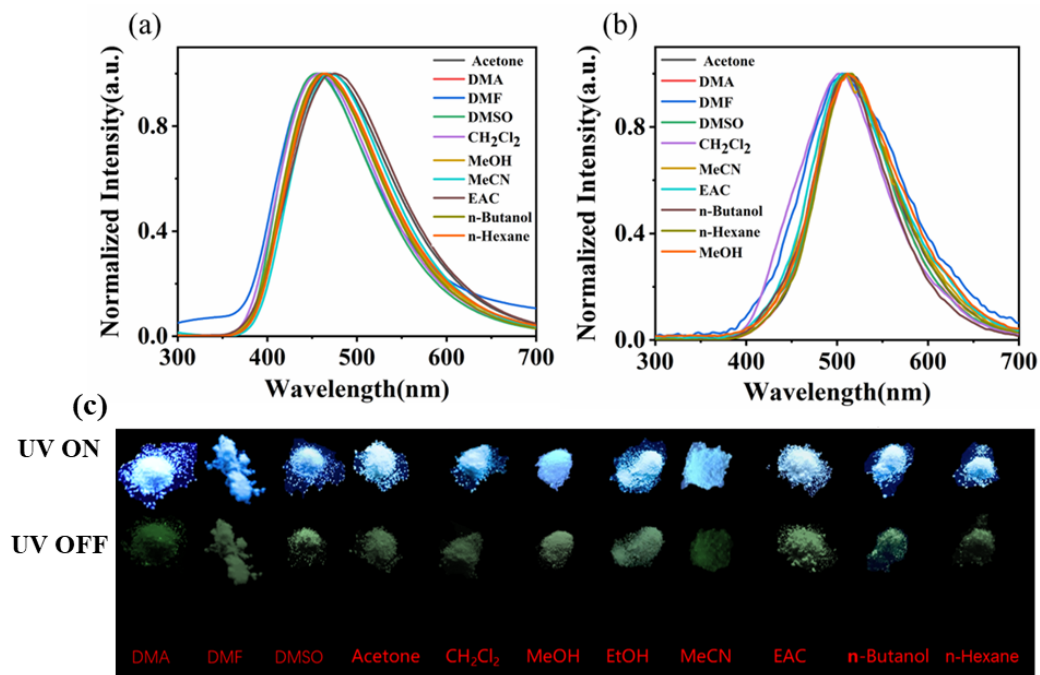 (a)
Normalized Intensity(a.u.)
0.8
0.4
0.0
300 400 500 600 700
Wavelength(nm)
Acetone
DMA
DMF
DMSO
CH₂Cl₂
MeOH
MeCN
EAC
n-Butanol
n-Hexane
(b)
Normalized Intensity(a.u.)
0.8
0.4
0.0
300 400 500 600 700
Wavelength(nm)
Acetone
DMA
DMF
DMSO
CH₂Cl₂
MeCN
EAC
n-Butanol
n-Hexane
MeOH
(c)
UV ON
UV OFF
DMA DMF DMSO Acetone CH₂Cl₂ MeOH EtOH MeCN EAC n-Butanol n-Hexane